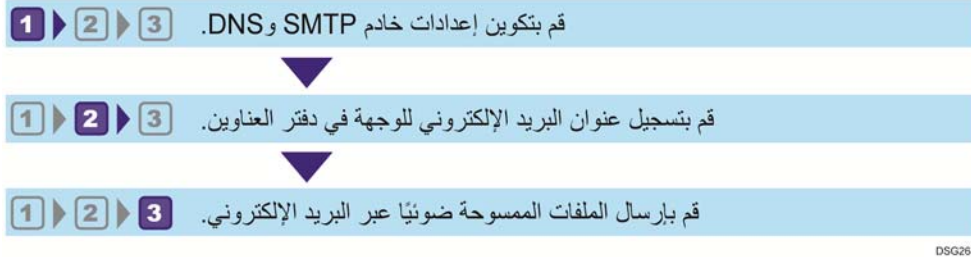 1 2 3 قم بتكوين إعدادات خادم SMTP وDNS.
1 2 3 قم بتسجيل عنوان البريد الإلكتروني للوجهة في دفتر العناوين.
1 2 3 قم بإرسال الملفات الممسوحة ضوئيًا عبر البريد الإلكتروني.
DSG26